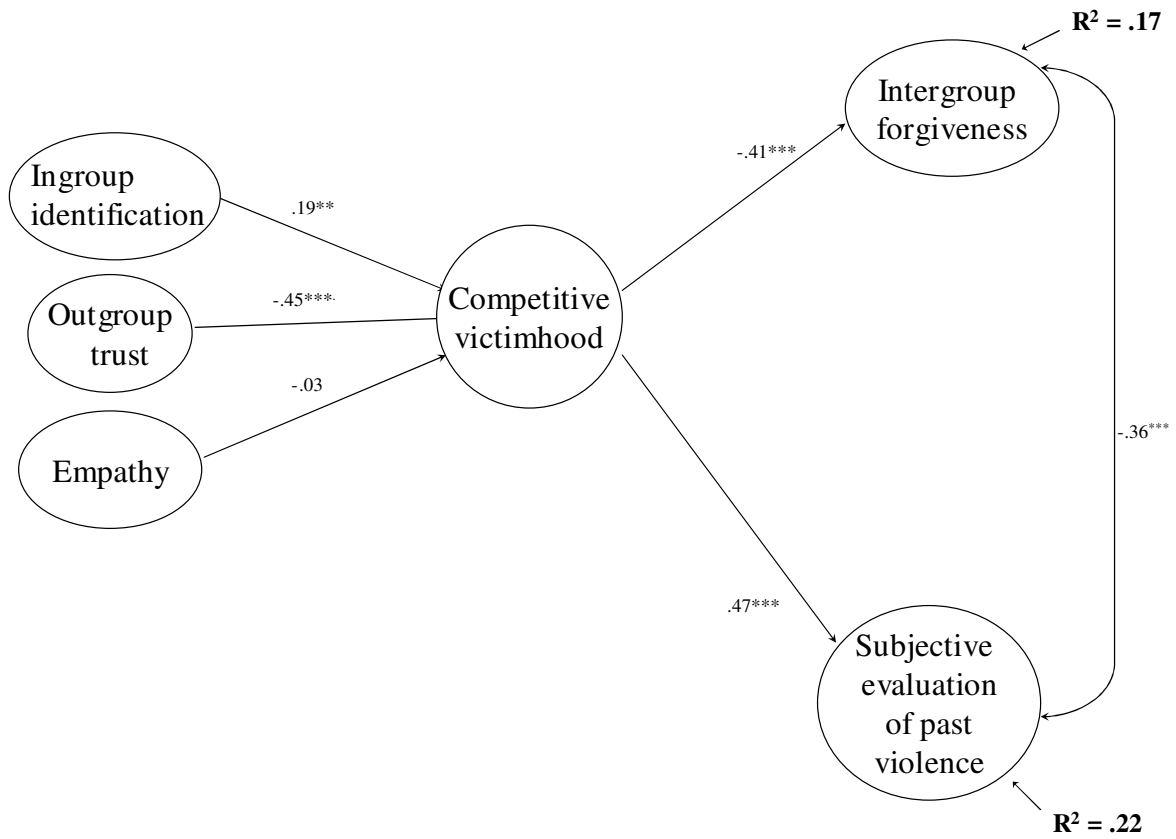 R² = .17
Intergroup
forgiveness
-.41***
Ingroup
identification
.19**
Outgroup
trust
-.45***
Competitive
victimhood
Empathy
-.03
-.36***
.47***
Subjective
evaluation
of past
violence
R² = .22